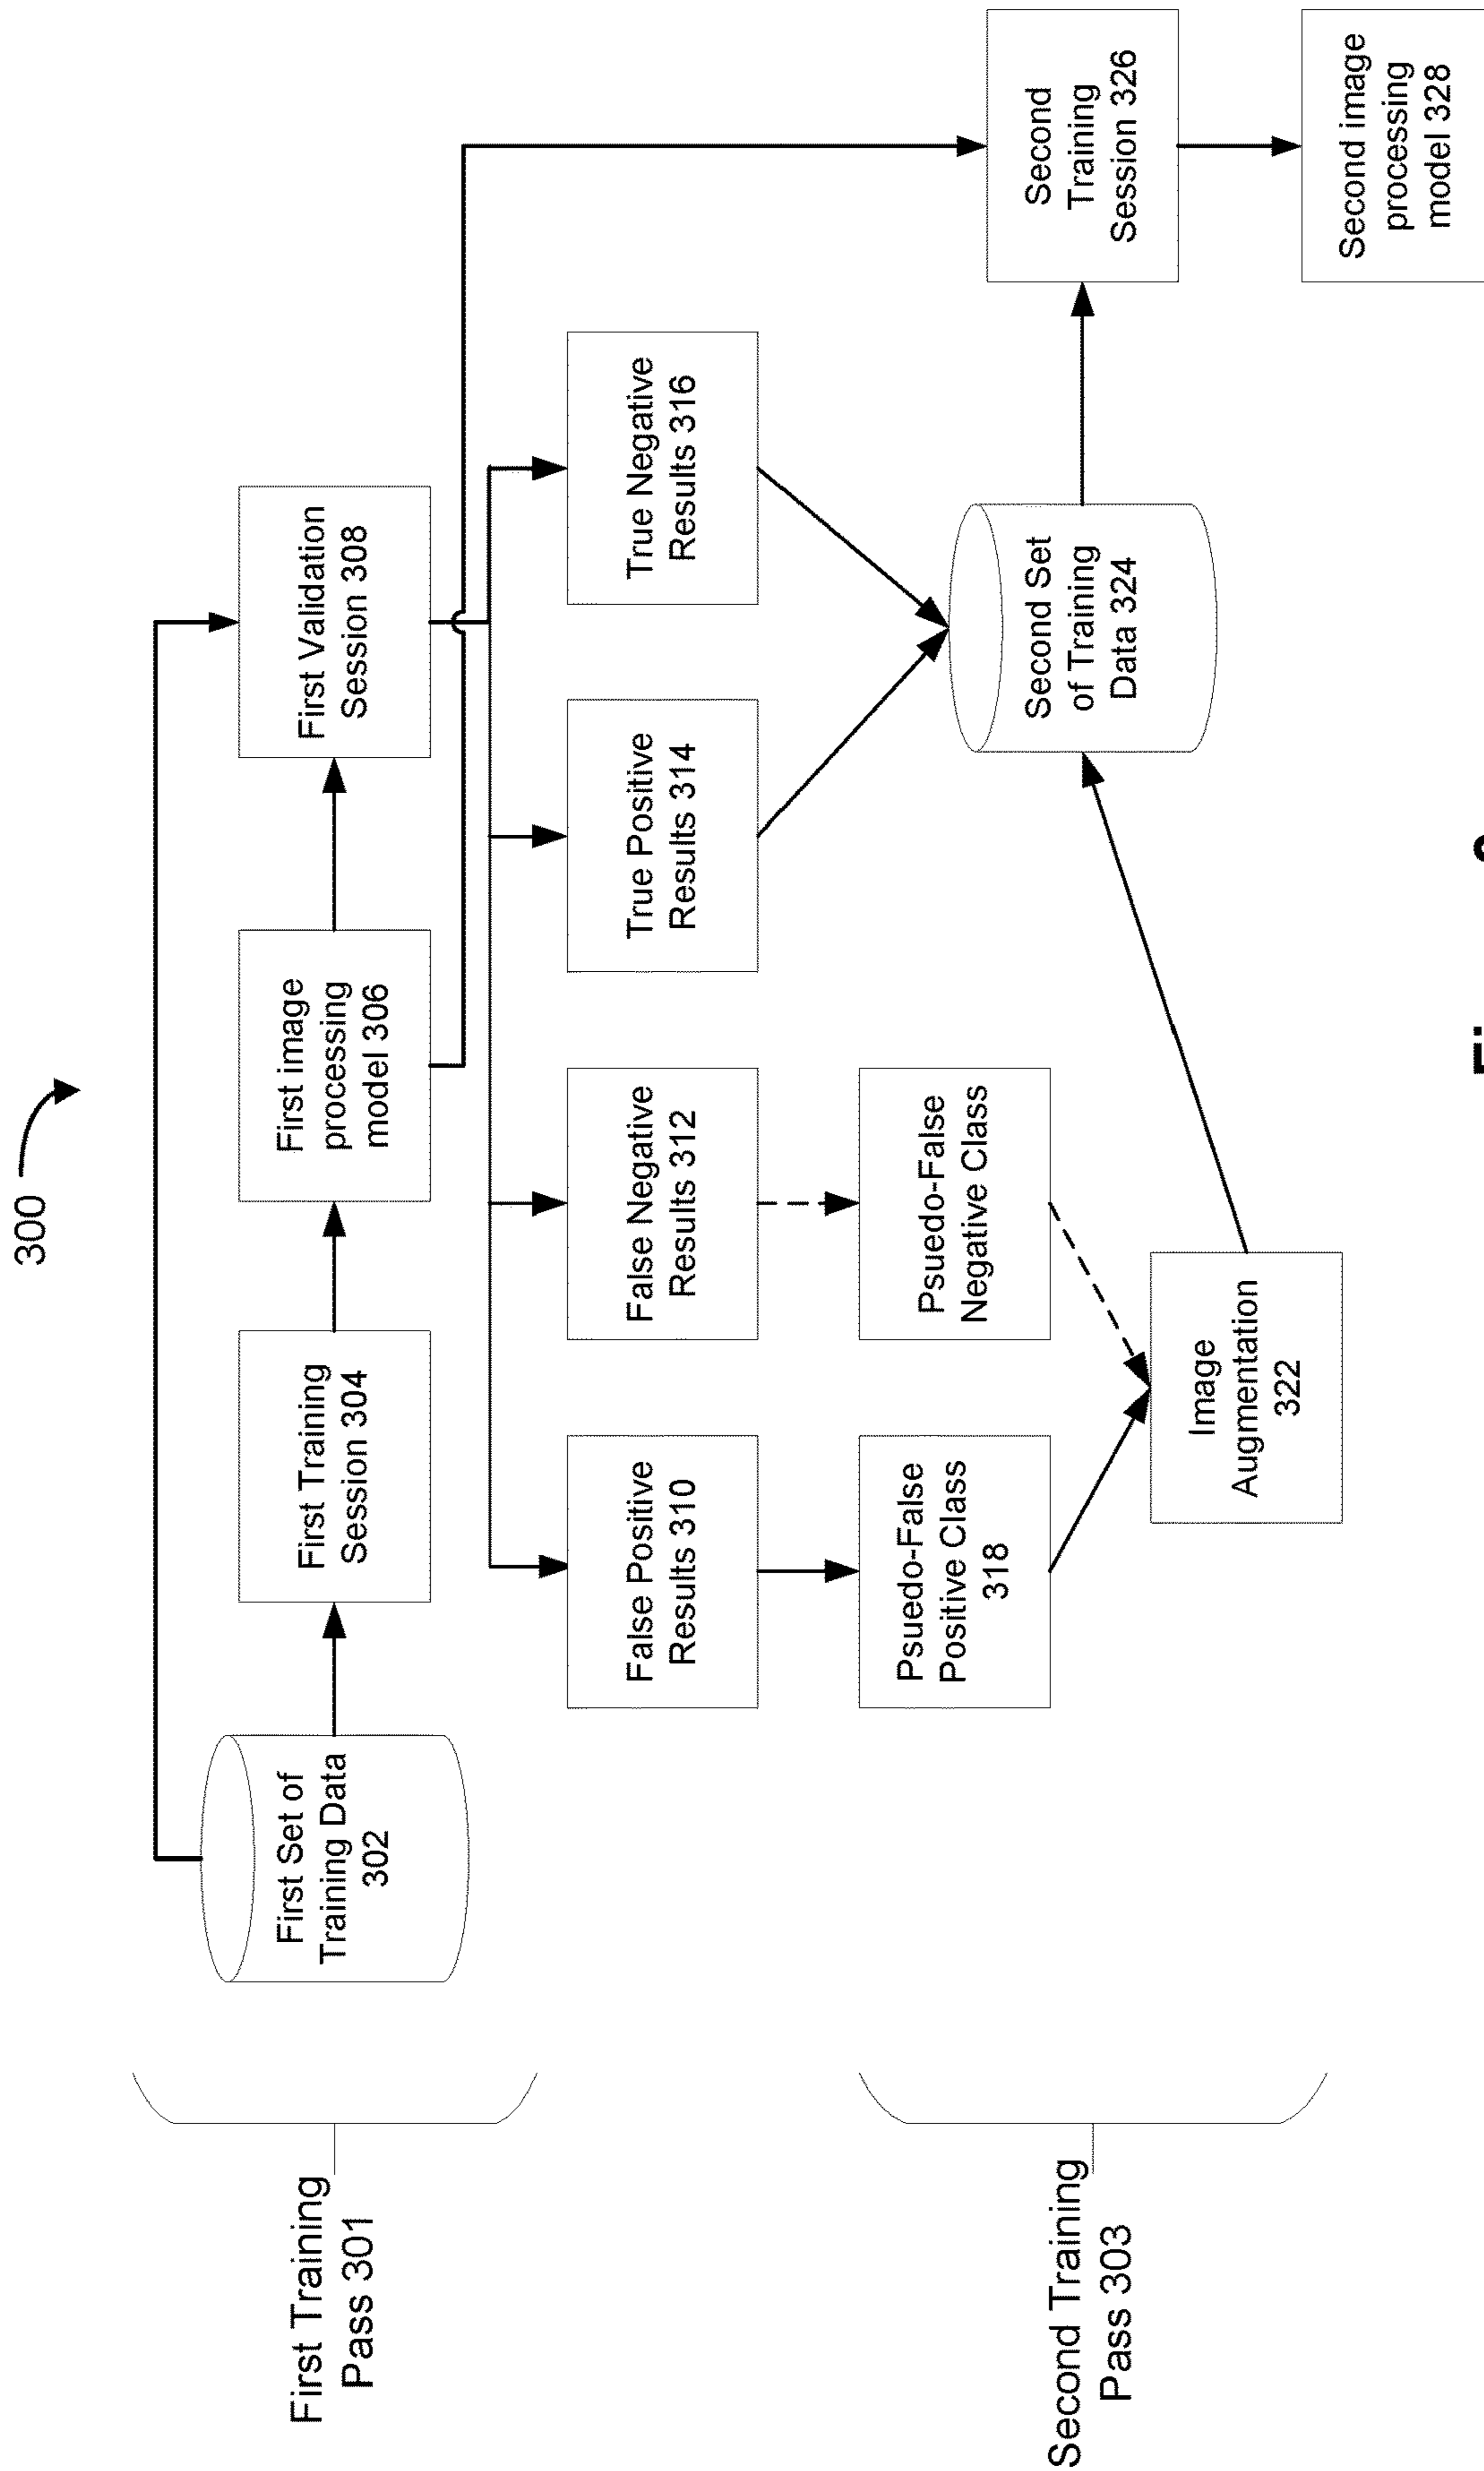 300
First Training
Pass 301
First Set of
Training Data
302
First Training
Session 304
First image
processing
model 306
First Validation
Session 308
False Positive
Results 310
False Negative
Results 312
True Positive
Results 314
True Negative
Results 316
Second Training
Pass 303
Psuedo-False
Positive Class
318
Psuedo-False
Negative Class
Image
Augmentation
322
Second Set
of Training
Data 324
Second
Training
Session 326
Second image
processing
model 328